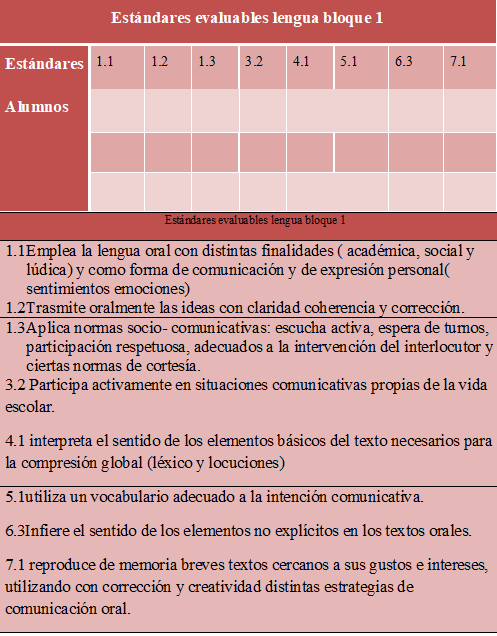 Estándares evaluables lengua bloque 1
Estándares 1.1 1.2 1.3 3.2 4.1 5.1 6.3 7.1
Alumnos
Estándares evaluables lengua bloque 1
1.1Emplea la lengua oral con distintas finalidades ( académica, social y
lúdica) y como forma de comunicación y de expresión personal(
sentimientos emociones)
1.2Trasmite oralmente las ideas con claridad coherencia y corrección.
1.3Aplica normas socio- comunicativas: escucha activa, espera de turnos,
participación respetuosa, adecuados a la intervención del interlocutor y
ciertas normas de cortesía.
3.2 Participa activamente en situaciones comunicativas propias de la vida
escolar.
4.1 interpreta el sentido de los elementos básicos del texto necesarios para
la compresión global (léxico y locuciones)
5.1utiliza un vocabulario adecuado a la intención comunicativa.
6.3Infiere el sentido de los elementos no explícitos en los textos orales.
7.1 reproduce de memoria breves textos cercanos a sus gustos e intereses,
utilizando con corrección y creatividad distintas estrategias de
comunicación oral.